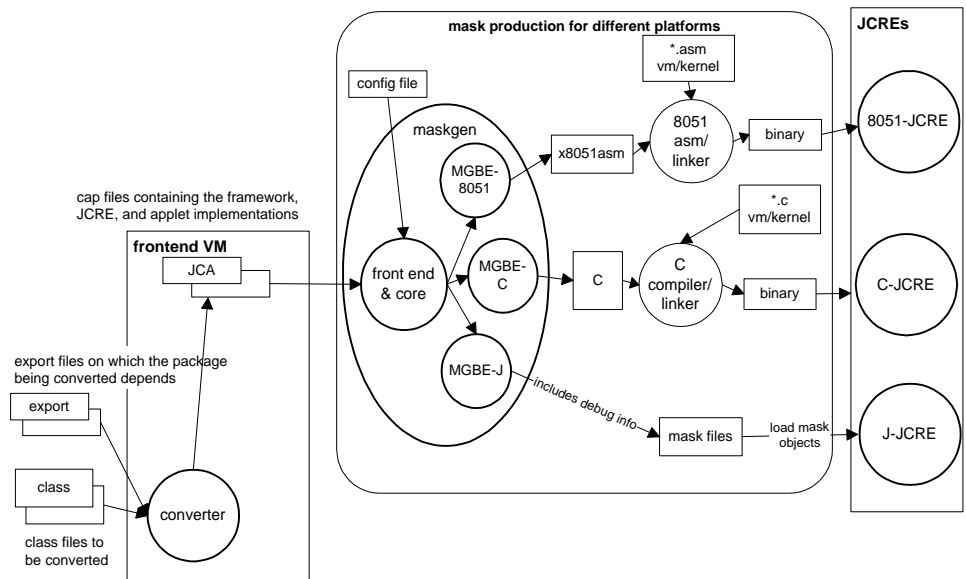 mask production for different platforms
JCREs
*.asm
vm/kernel
config file
maskgen
MGBE-
8051
x8051asm
8051
asm/
linker
binary
8051-JCRE
cap files containing the framework,
JCRE, and applet implementations
*.c
vm/kernel
frontend VM
JCA
front end
& core
MGBE-
C
C
C
compiler/
linker
binary
C-JCRE
export files on which the package
being converted depends
export
MGBE-J
includes debug info
mask files
load mask
objects
J-JCRE
class
converter
class files to
be converted